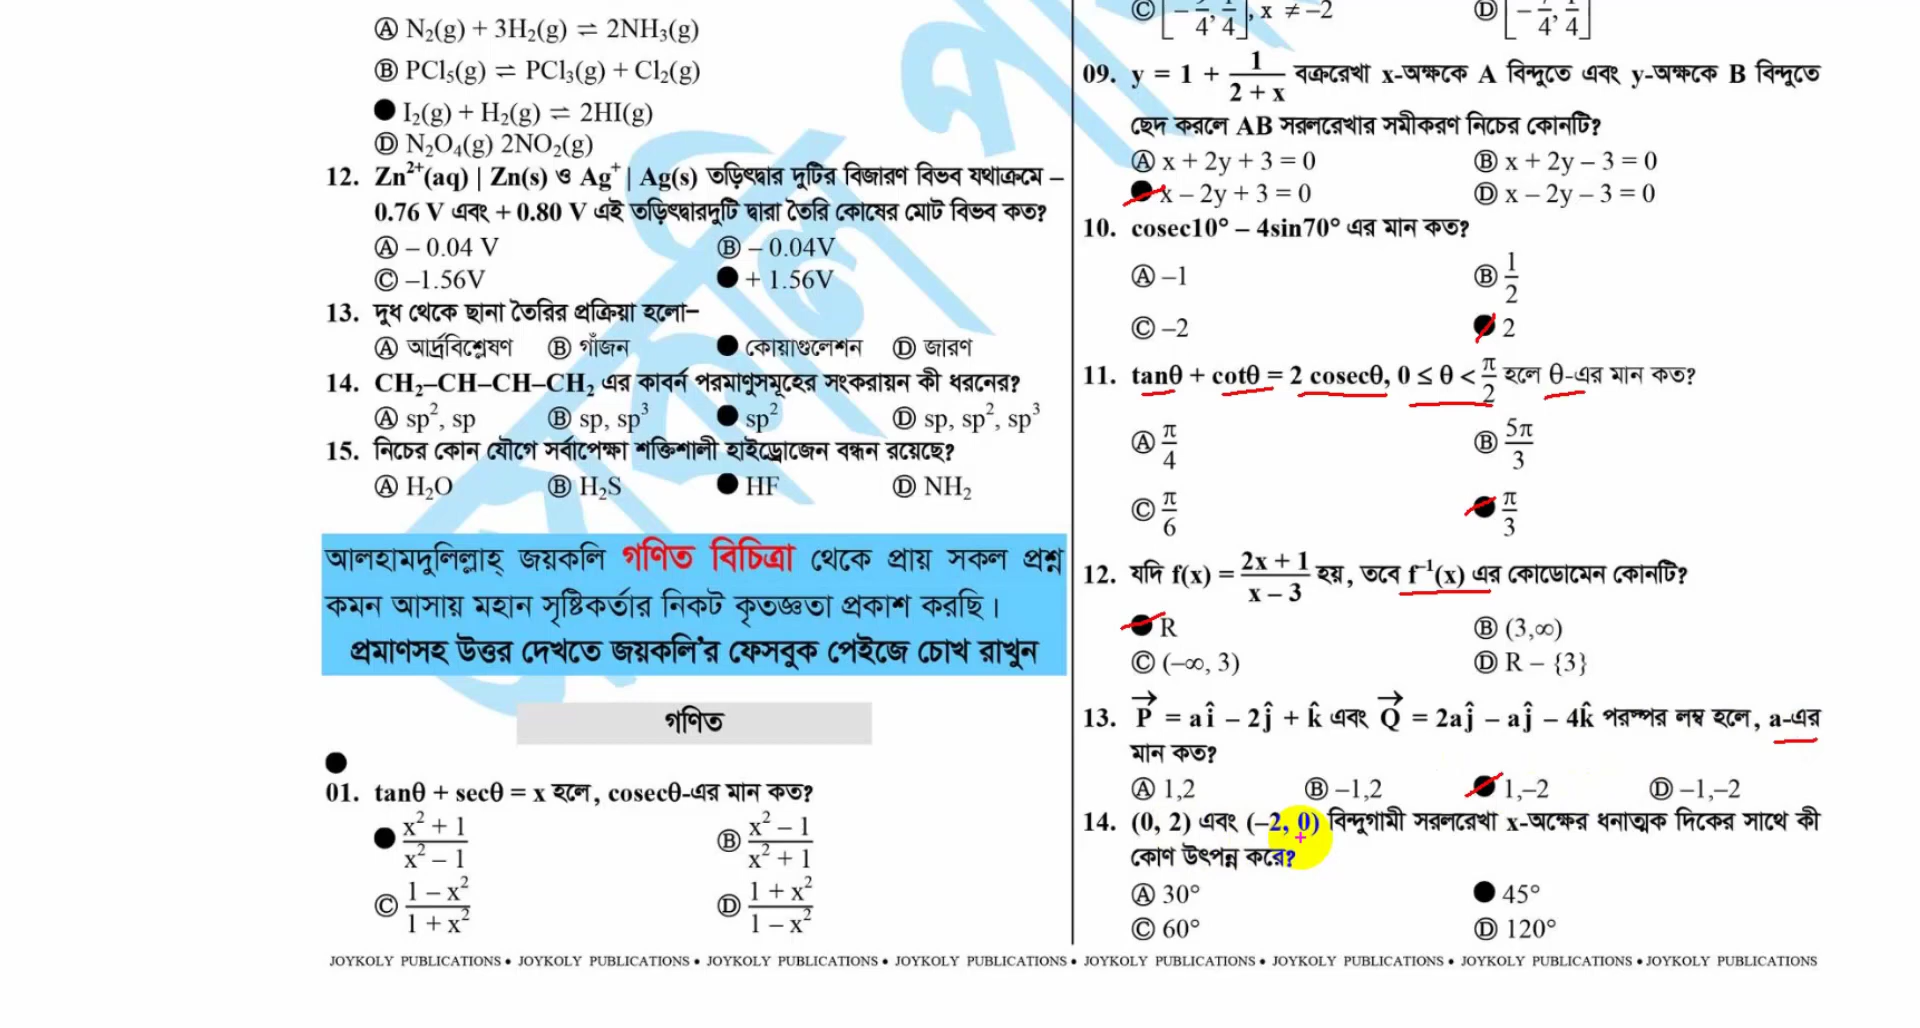 Ⓐ N₂(g) + 3H₂(g) ⇌ 2NH₃(g)
Ⓑ PCl₅(g) ⇌ PCl₃(g) + Cl₂(g)
● I₂(g) + H₂(g) ⇌ 2HI(g)
Ⓓ N₂O₄(g) 2NO₂(g)
12. Zn²⁺(aq) | Zn(s) ও Ag⁺ | Ag(s) তড়িৎদ্বার দুটির বিজারণ বিভব যথাক্রমে –
0.76 V এবং + 0.80 V এই তড়িৎদ্বারদুটি দ্বারা তৈরি কোষের মোট বিভব কত?
Ⓐ – 0.04 V Ⓑ – 0.04V
Ⓒ –1.56V ● + 1.56V
13. দুধ থেকে ছানা তৈরির প্রক্রিয়া হলো–
Ⓐ আর্দ্রবিশ্লেষণ Ⓑ গাঁজন ● কোয়াগুলেশন Ⓓ জারণ
14. CH₂–CH–CH–CH₂ এর কাবর্ন পরমাণুসমূহের সংকরায়ন কী ধরনের?
Ⓐ sp², sp Ⓑ sp, sp³ ● sp² Ⓓ sp, sp², sp³
15. নিচের কোন যৌগে সর্বাপেক্ষা শক্তিশালী হাইড্রোজেন বন্ধন রয়েছে?
Ⓐ H₂O Ⓑ H₂S ● HF Ⓓ NH₂
আলহামদুলিল্লাহ্ জয়কলি গণিত বিচিত্রা থেকে প্রায় সকল প্রশ্ন
কমন আসায় মহান সৃষ্টিকর্তার নিকট কৃতজ্ঞতা প্রকাশ করছি।
প্রমাণসহ উত্তর দেখতে জয়কলি’র ফেসবুক পেইজে চোখ রাখুন
গণিত
●
01. tanθ + secθ = x হলে, cosecθ-এর মান কত?
● (x² + 1)/(x² – 1) Ⓑ (x² – 1)/(x² + 1)
Ⓒ (1 – x²)/(1 + x²) Ⓓ (1 + x²)/(1 – x²)
09. y = 1 + 1/(2 + x) বক্ররেখা x-অক্ষকে A বিন্দুতে এবং y-অক্ষকে B বিন্দুতে
ছেদ করলে AB সরলরেখার সমীকরণ নিচের কোনটি?
Ⓐ x + 2y + 3 = 0 Ⓑ x + 2y – 3 = 0
● x – 2y + 3 = 0 Ⓓ x – 2y – 3 = 0
10. cosec10° – 4sin70° এর মান কত?
Ⓐ –1 Ⓑ 1/2
Ⓒ –2 ● 2
11. tanθ + cotθ = 2 cosecθ, 0 ≤ θ < π/2 হলে θ-এর মান কত?
Ⓐ π/4 Ⓑ 5π/3
Ⓒ π/6 ● π/3
12. যদি f(x) = (2x + 1)/(x – 3) হয়, তবে f⁻¹(x) এর কোডোমেন কোনটি?
● R Ⓑ (3,∞)
Ⓒ (–∞, 3) Ⓓ R – {3}
13. P⃗ = aî – 2ĵ + k̂ এবং Q⃗ = 2aĵ – aĵ – 4k̂ পরস্পর লম্ব হলে, a-এর
মান কত?
Ⓐ 1,2 Ⓑ –1,2 ● 1,–2 Ⓓ –1,–2
14. (0, 2) এবং (–2, 0) বিন্দুগামী সরলরেখা x-অক্ষের ধনাত্মক দিকের সাথে কী
কোণ উৎপন্ন করে?
Ⓐ 30° ● 45°
Ⓒ 60° Ⓓ 120°
JOYKOLY PUBLICATIONS ● JOYKOLY PUBLICATIONS ● JOYKOLY PUBLICATIONS ● JOYKOLY PUBLICATIONS ● JOYKOLY PUBLICATIONS ● JOYKOLY PUBLICATIONS ● JOYKOLY PUBLICATIONS ● JOYKOLY PUBLICATIONS